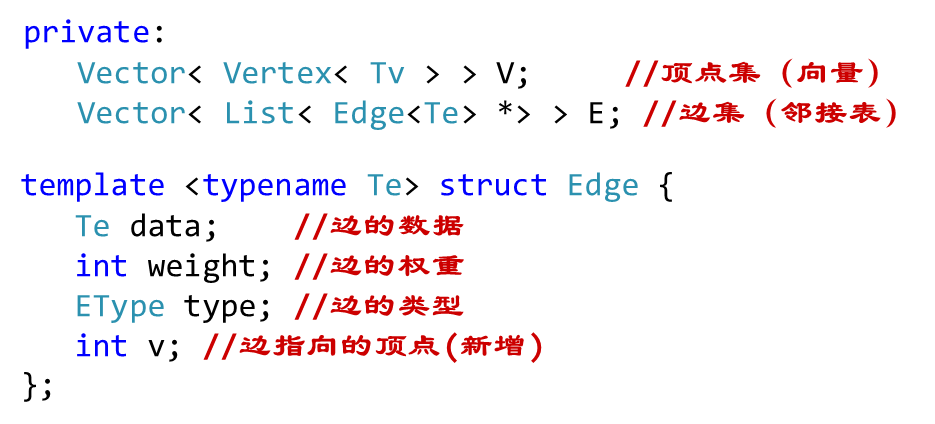 private:
Vector< Vertex< Tv > > V; //顶点集 (向量)
Vector< List< Edge<Te> *> > E; //边集 (邻接表)
template <typename Te> struct Edge {
Te data; //边的数据
int weight; //边的权重
EType type; //边的类型
int v; //边指向的顶点(新增)
};